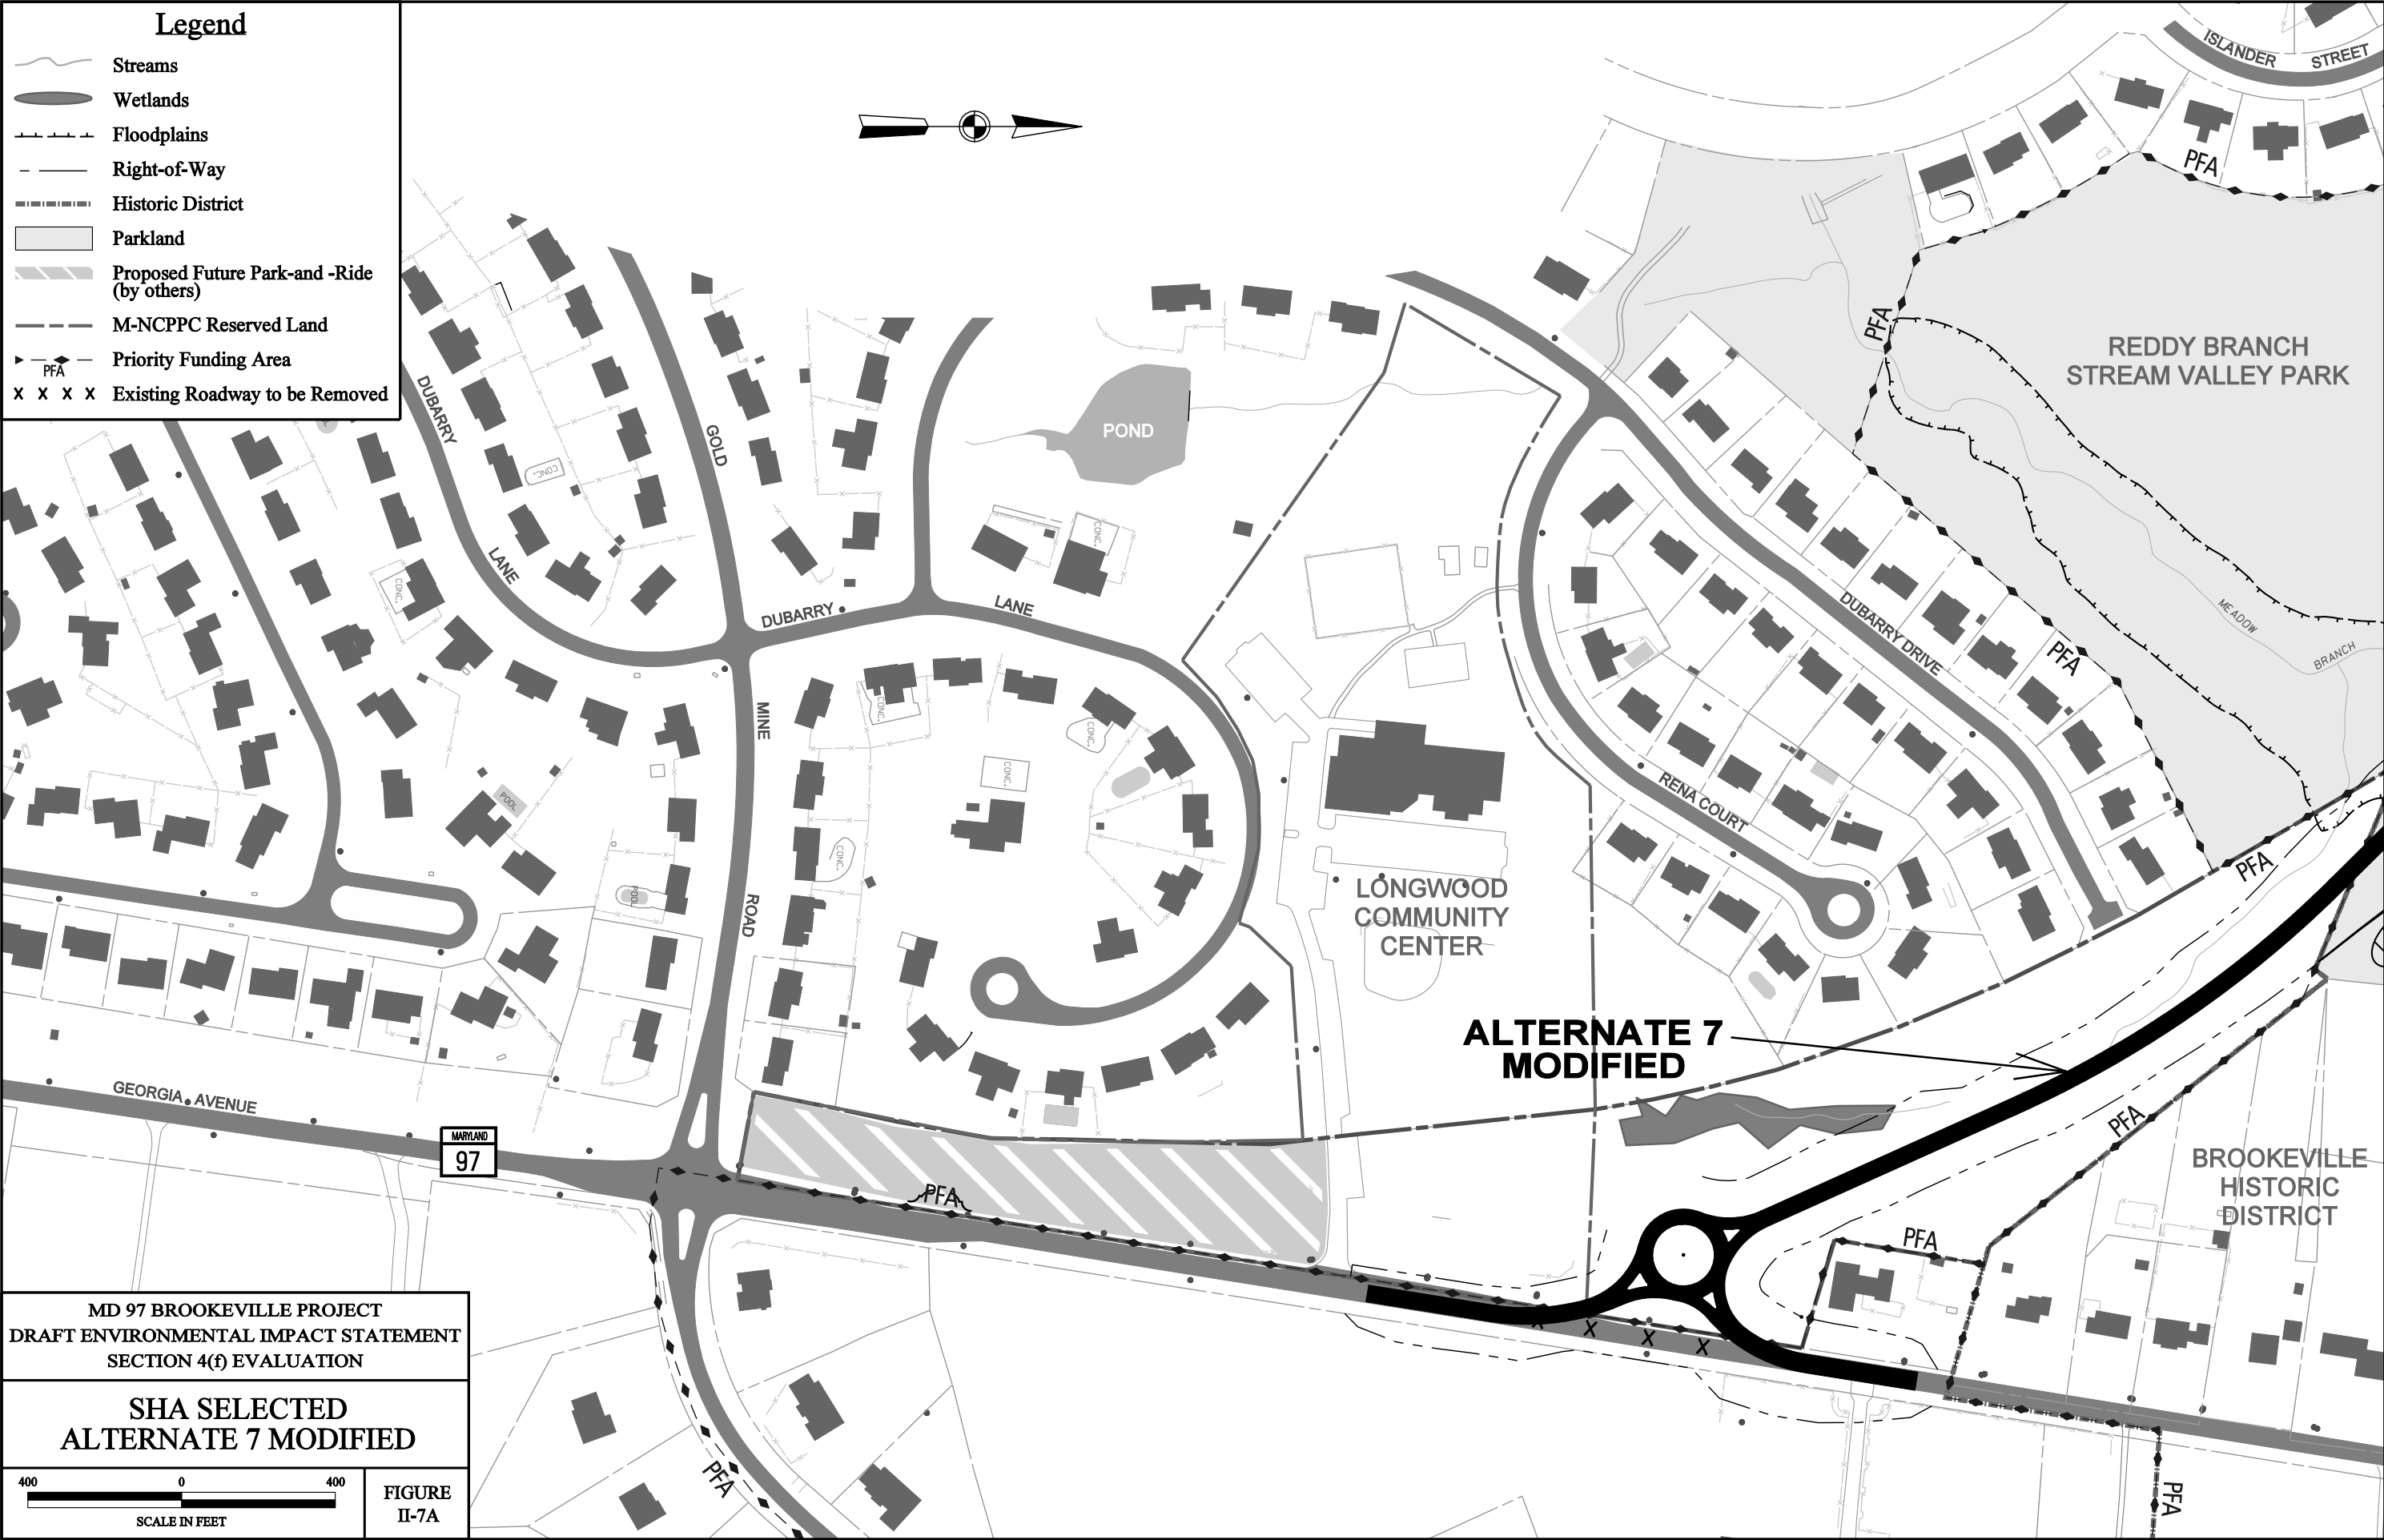 Legend
Streams
Wetlands
Floodplains
Right-of-Way
Historic District
Parkland
Proposed Future Park-and -Ride
(by others)
M-NCPPC Reserved Land
PFA
Priority Funding Area
X X X X Existing Roadway to be Removed
ISLANDER STREET
PFA
PFA
REDDY BRANCH
STREAM VALLEY PARK
DUBARRY
LANE
GOLD
MINE
ROAD
POND
CONC.
CONC.
CONC.
DUBARRY
LANE
CONC.
CONC.
CONC.
CONC.
POOL
POOL
DUBARRY DRIVE
PFA
MEADOW
BRANCH
RENA COURT
PFA
LONGWOOD
COMMUNITY
CENTER
ALTERNATE 7
MODIFIED
GEORGIA AVENUE
MARYLAND
97
PFA
PFA
BROOKEVILLE
HISTORIC
DISTRICT
PFA
X X X X
PFA
PFA
MD 97 BROOKEVILLE PROJECT
DRAFT ENVIRONMENTAL IMPACT STATEMENT
SECTION 4(f) EVALUATION
SHA SELECTED
ALTERNATE 7 MODIFIED
400 0 400
SCALE IN FEET
FIGURE
II-7A